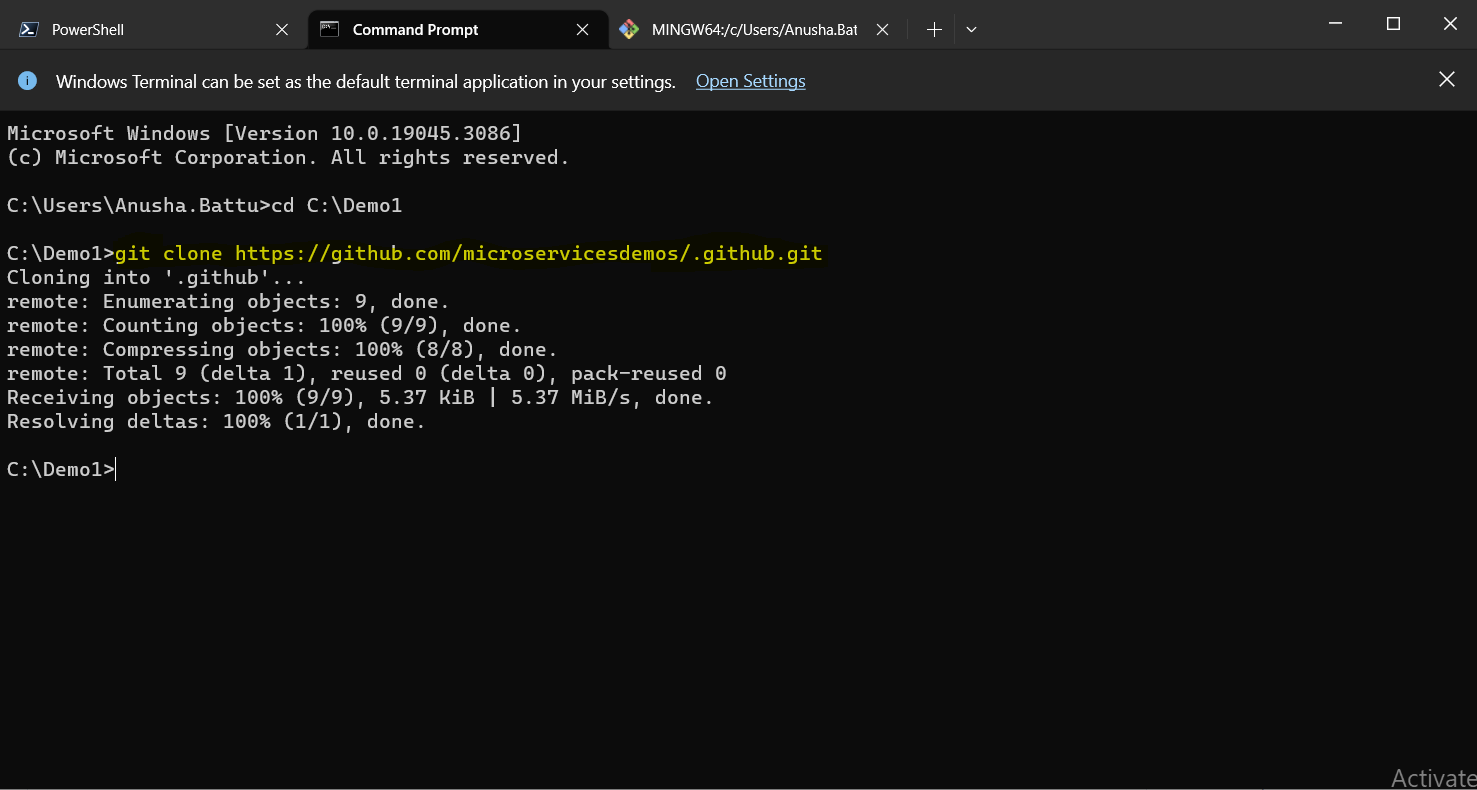 PowerShell
Command Prompt
MINGW64:/c/Users/Anusha.Bat
Windows Terminal can be set as the default terminal application in your settings. Open Settings
Microsoft Windows [Version 10.0.19045.3086]
(c) Microsoft Corporation. All rights reserved.
C:\Users\Anusha.Battu>cd C:\Demo1
C:\Demo1>git clone https://github.com/microservicesdemos/.github.git
Cloning into '.github'...
remote: Enumerating objects: 9, done.
remote: Counting objects: 100% (9/9), done.
remote: Compressing objects: 100% (8/8), done.
remote: Total 9 (delta 1), reused 0 (delta 0), pack-reused 0
Receiving objects: 100% (9/9), 5.37 KiB | 5.37 MiB/s, done.
Resolving deltas: 100% (1/1), done.
C:\Demo1>
Activate